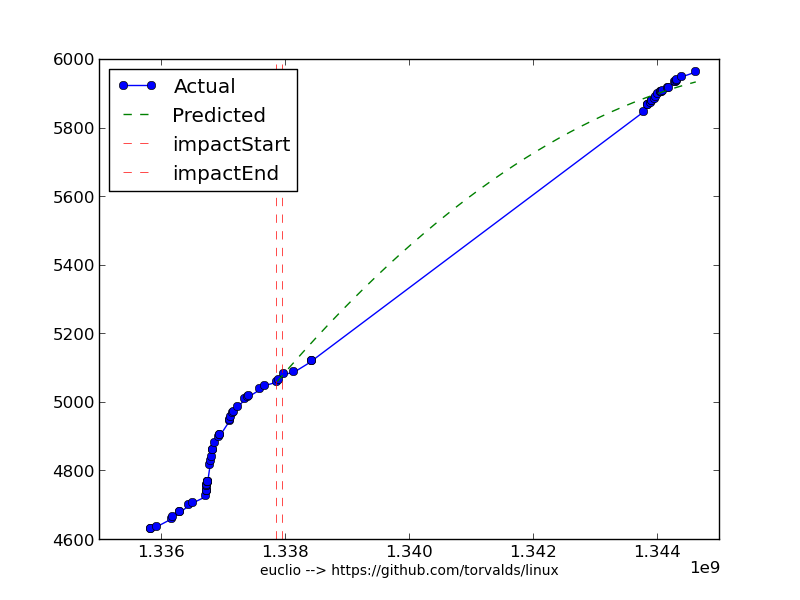 6000
5800
5600
5400
5200
5000
4800
4600
Actual
Predicted
impactStart
impactEnd
1.336 1.338 1.340 1.342 1.344
1e9
euclio --> https://github.com/torvalds/linux